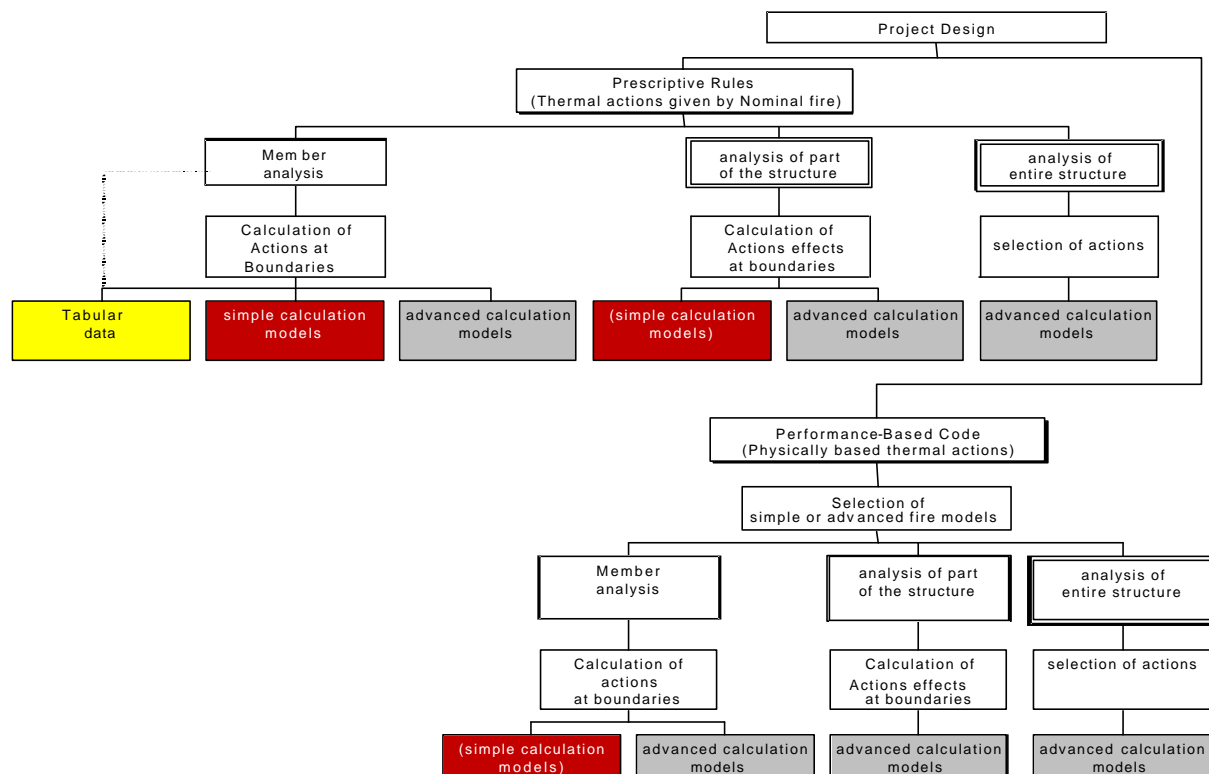 Project Design
Prescriptive Rules
(Thermal actions given by Nominal fire)
Member
analysis
analysis of part
of the structure
analysis of
entire structure
Calculation of
Actions at
Boundaries
Calculation of
Actions effects
at boundaries
selection of actions
Tabular
data
simple calculation
models
advanced calculation
models
(simple calculation
models)
advanced calculation
models
advanced calculation
models
Performance-Based Code
(Physically based thermal actions)
Selection of
simple or advanced fire models
Member
analysis
analysis of part
of the structure
analysis of
entire structure
Calculation of
actions
at boundaries
Calculation of
Actions effects
at boundaries
selection of actions
(simple calculation
models)
advanced calculation
models
advanced calculation
models
advanced calculation
models